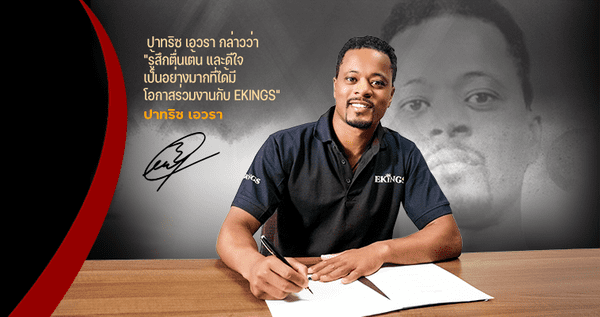 ปาทริซ เอวรา กล่าวว่า
"รู้สึกตื่นเต้น และดีใจ
เป็นอย่างมากที่ได้มี
โอกาสร่วมงานกับ EKINGS"
ปาทริซ เอวรา
EKINGS
NGS